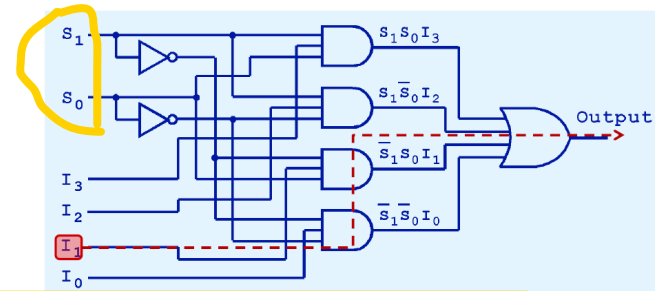 S₁
S₁S₀I₃
S₀
S₁S̅₀I₂
Output
S̅₁S₀I₁
I₃
I₂
S̅₁S̅₀I₀
I₁
I₀